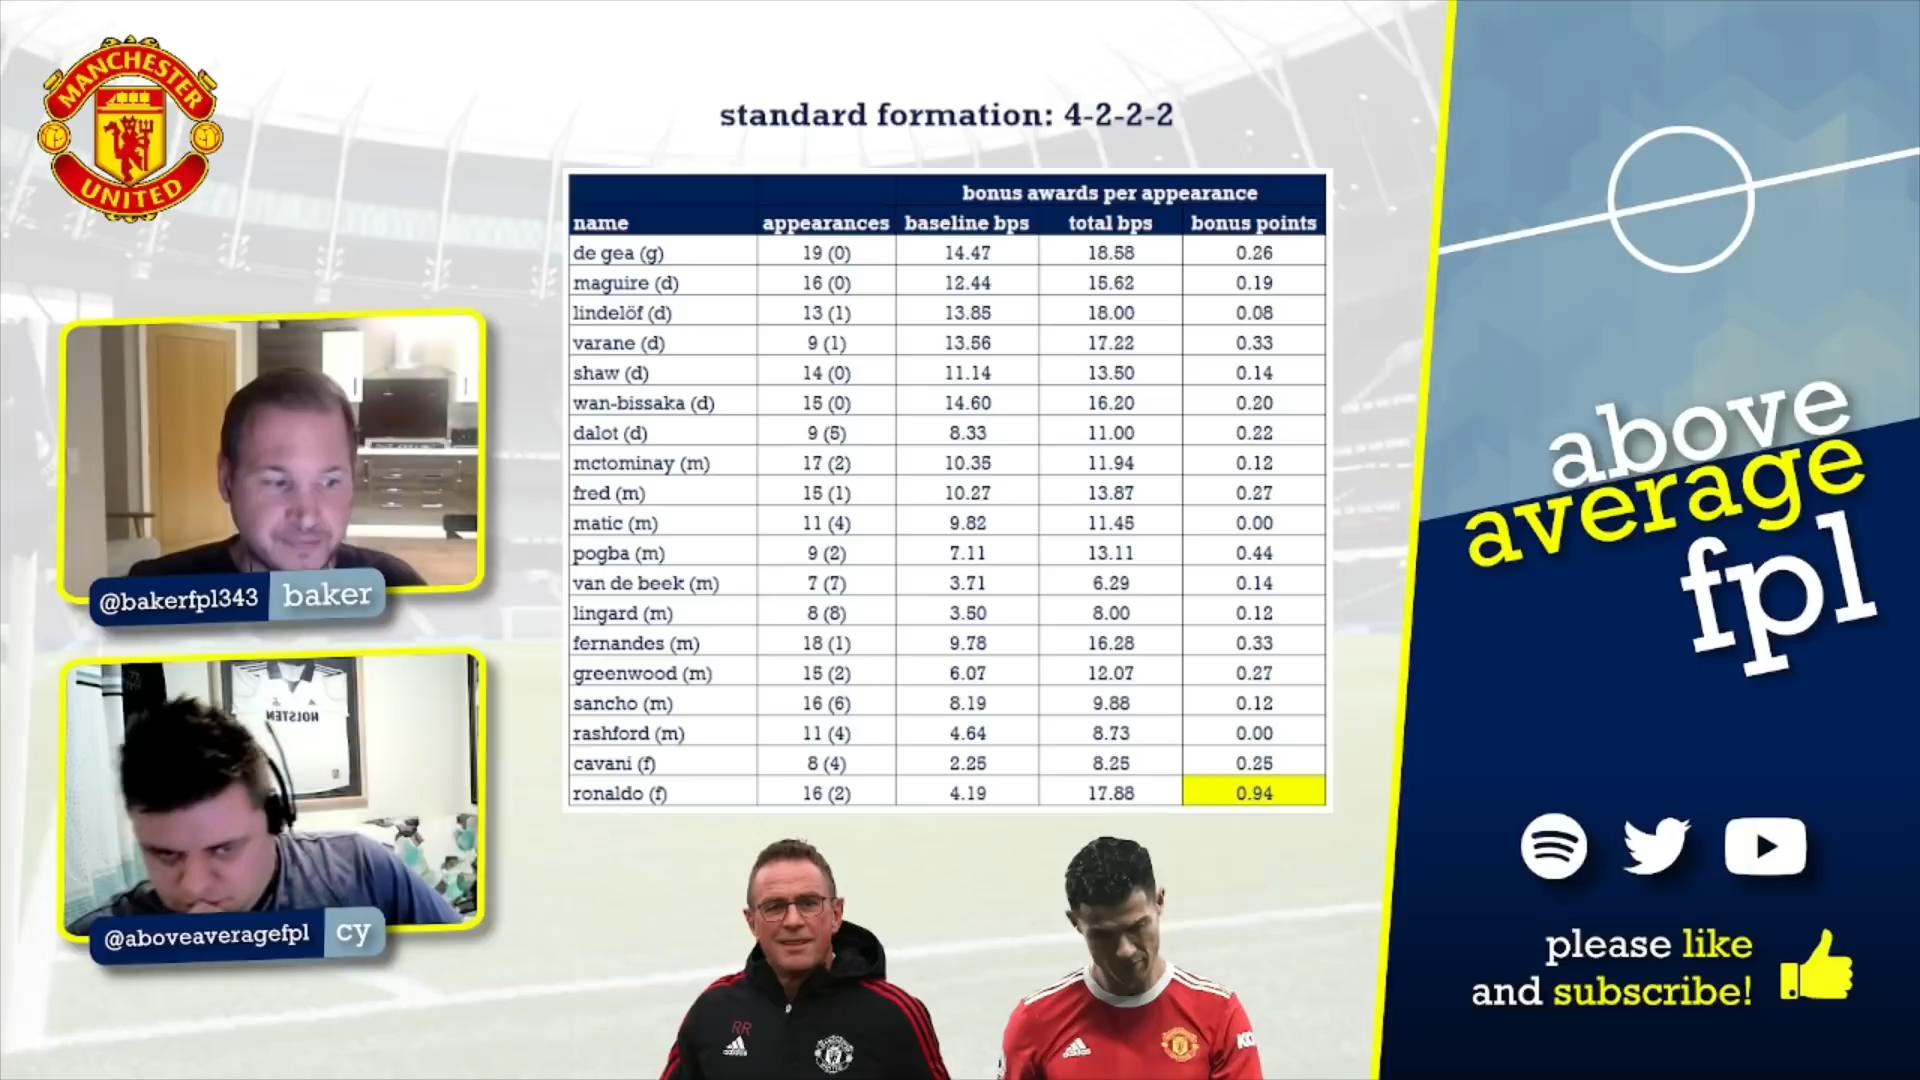 MANCHESTER
UNITED
standard formation: 4-2-2-2
bonus awards per appearance
name appearances baseline bps total bps bonus points
de gea (g) 19 (0) 14.47 18.58 0.26
maguire (d) 16 (0) 12.44 15.62 0.19
lindelöf (d) 13 (1) 13.85 18.00 0.08
varane (d) 9 (1) 13.56 17.22 0.33
shaw (d) 14 (0) 11.14 13.50 0.14
wan-bissaka (d) 15 (0) 14.60 16.20 0.20
dalot (d) 9 (5) 8.33 11.00 0.22
mctominay (m) 17 (2) 10.35 11.94 0.12
fred (m) 15 (1) 10.27 13.87 0.27
matic (m) 11 (4) 9.82 11.45 0.00
pogba (m) 9 (2) 7.11 13.11 0.44
van de beek (m) 7 (7) 3.71 6.29 0.14
lingard (m) 8 (8) 3.50 8.00 0.12
fernandes (m) 18 (1) 9.78 16.28 0.33
greenwood (m) 15 (2) 6.07 12.07 0.27
sancho (m) 16 (6) 8.19 9.88 0.12
rashford (m) 11 (4) 4.64 8.73 0.00
cavani (f) 8 (4) 2.25 8.25 0.25
ronaldo (f) 16 (2) 4.19 17.88 0.94
@bakerfpl343 baker
HOLSTEN
@aboveaveragefpl cy
RR
adidas
above
average
fpl
please like
and subscribe!